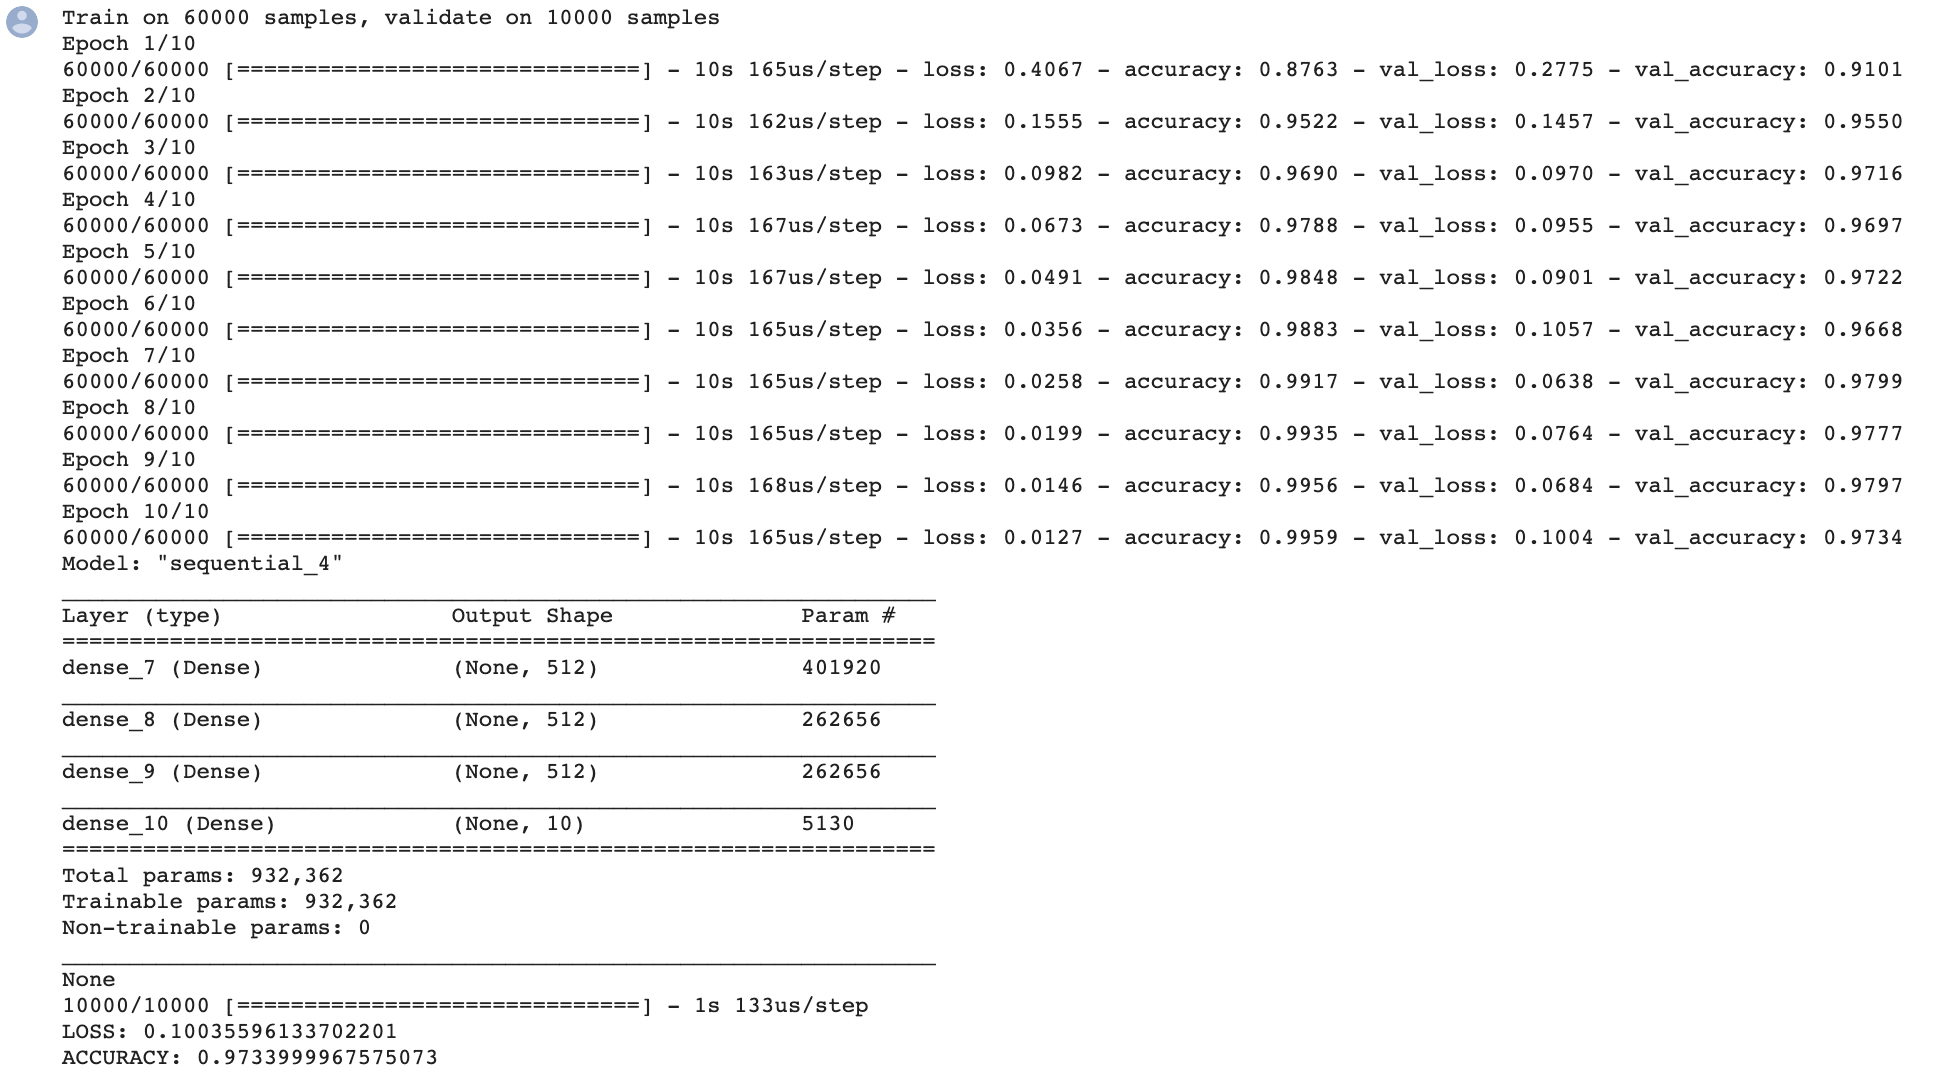 Train on 60000 samples, validate on 10000 samples
Epoch 1/10
60000/60000 [==============================] - 10s 165us/step - loss: 0.4067 - accuracy: 0.8763 - val_loss: 0.2775 - val_accuracy: 0.9101
Epoch 2/10
60000/60000 [==============================] - 10s 162us/step - loss: 0.1555 - accuracy: 0.9522 - val_loss: 0.1457 - val_accuracy: 0.9550
Epoch 3/10
60000/60000 [==============================] - 10s 163us/step - loss: 0.0982 - accuracy: 0.9690 - val_loss: 0.0970 - val_accuracy: 0.9716
Epoch 4/10
60000/60000 [==============================] - 10s 167us/step - loss: 0.0673 - accuracy: 0.9788 - val_loss: 0.0955 - val_accuracy: 0.9697
Epoch 5/10
60000/60000 [==============================] - 10s 167us/step - loss: 0.0491 - accuracy: 0.9848 - val_loss: 0.0901 - val_accuracy: 0.9722
Epoch 6/10
60000/60000 [==============================] - 10s 165us/step - loss: 0.0356 - accuracy: 0.9883 - val_loss: 0.1057 - val_accuracy: 0.9668
Epoch 7/10
60000/60000 [==============================] - 10s 165us/step - loss: 0.0258 - accuracy: 0.9917 - val_loss: 0.0638 - val_accuracy: 0.9799
Epoch 8/10
60000/60000 [==============================] - 10s 165us/step - loss: 0.0199 - accuracy: 0.9935 - val_loss: 0.0764 - val_accuracy: 0.9777
Epoch 9/10
60000/60000 [==============================] - 10s 168us/step - loss: 0.0146 - accuracy: 0.9956 - val_loss: 0.0684 - val_accuracy: 0.9797
Epoch 10/10
60000/60000 [==============================] - 10s 165us/step - loss: 0.0127 - accuracy: 0.9959 - val_loss: 0.1004 - val_accuracy: 0.9734
Model: "sequential_4"
_________________________________________________________________
Layer (type)                 Output Shape              Param #
=================================================================
dense_7 (Dense)              (None, 512)               401920
_________________________________________________________________
dense_8 (Dense)              (None, 512)               262656
_________________________________________________________________
dense_9 (Dense)              (None, 512)               262656
_________________________________________________________________
dense_10 (Dense)             (None, 10)                5130
=================================================================
Total params: 932,362
Trainable params: 932,362
Non-trainable params: 0
_________________________________________________________________
None
10000/10000 [==============================] - 1s 133us/step
LOSS: 0.10035596133702201
ACCURACY: 0.9733999967575073